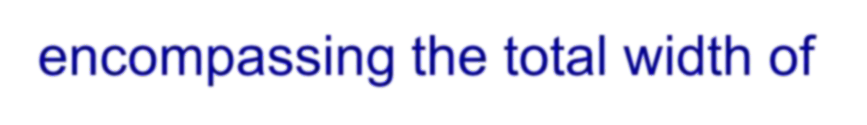 encompassing the total width of